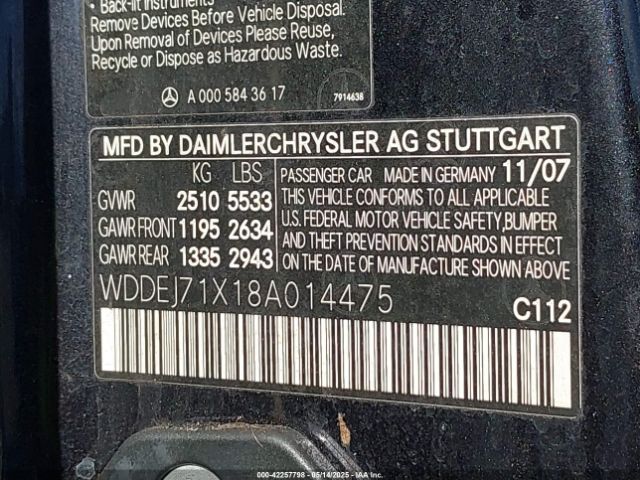 • Back-lit Instruments
Remove Devices Before Vehicle Disposal.
Upon Removal of Devices Please Reuse,
Recycle or Dispose as Hazardous Waste.
A 000 584 36 17
7914638
MFD BY DAIMLERCHRYSLER AG STUTTGART
KG LBS
GVWR 2510 5533
GAWR FRONT 1195 2634
GAWR REAR 1335 2943
PASSENGER CAR MADE IN GERMANY 11/07
THIS VEHICLE CONFORMS TO ALL APPLICABLE
U.S. FEDERAL MOTOR VEHICLE SAFETY,BUMPER
AND THEFT PREVENTION STANDARDS IN EFFECT
ON THE DATE OF MANUFACTURE SHOWN ABOVE
WDDEJ71X18A014475
C112
000-42257798 - 05/14/2025 - IAAI.COM